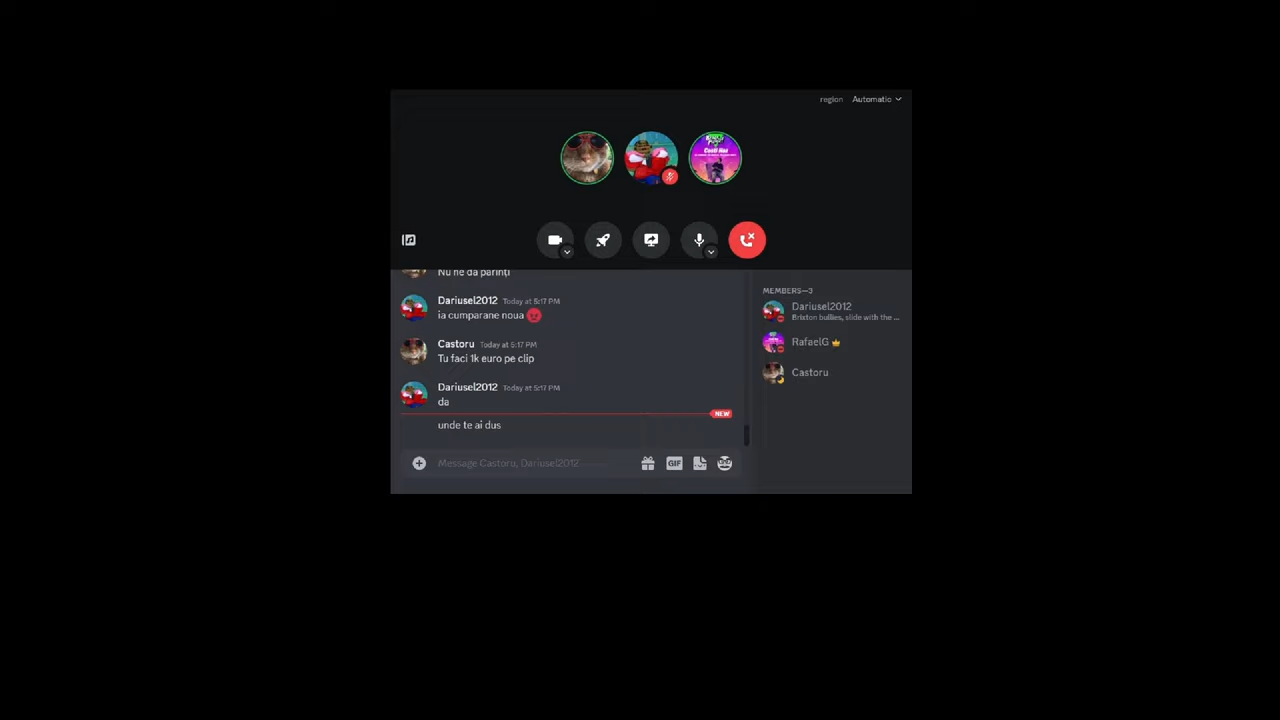 region Automatic
Nu ne da parinți
MEMBERS—3
Dariusel2012 Today at 5:17 PM
ia cumparane noua
Dariusel2012
Brixton bullies, slide with the ...
Castoru Today at 5:17 PM
Tu faci 1k euro pe clip
RafaelG
Castoru
Dariusel2012 Today at 5:17 PM
da
NEW
unde te ai dus
Message Castoru, Dariusel2012
GIF